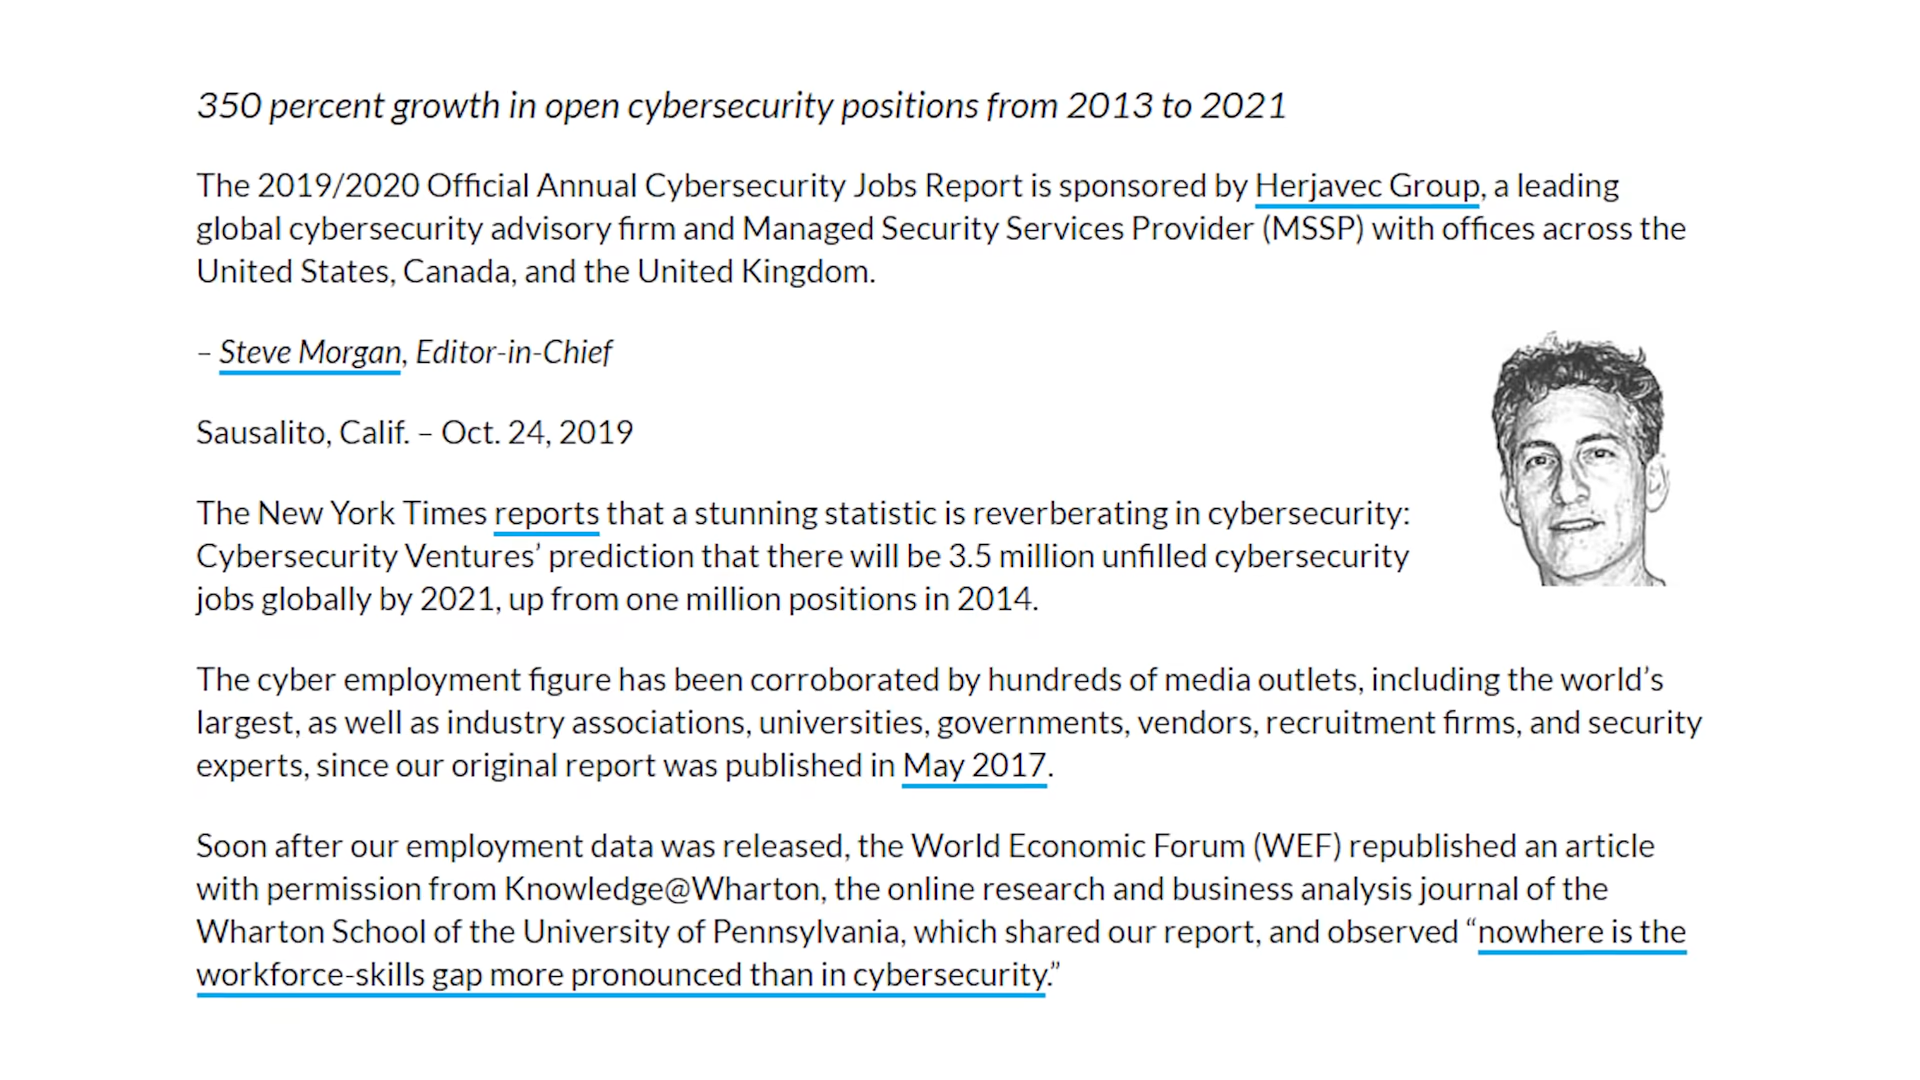 350 percent growth in open cybersecurity positions from 2013 to 2021
The 2019/2020 Official Annual Cybersecurity Jobs Report is sponsored by Herjavec Group, a leading
global cybersecurity advisory firm and Managed Security Services Provider (MSSP) with offices across the
United States, Canada, and the United Kingdom.
– Steve Morgan, Editor-in-Chief
Sausalito, Calif. – Oct. 24, 2019
The New York Times reports that a stunning statistic is reverberating in cybersecurity:
Cybersecurity Ventures’ prediction that there will be 3.5 million unfilled cybersecurity
jobs globally by 2021, up from one million positions in 2014.
The cyber employment figure has been corroborated by hundreds of media outlets, including the world’s
largest, as well as industry associations, universities, governments, vendors, recruitment firms, and security
experts, since our original report was published in May 2017.
Soon after our employment data was released, the World Economic Forum (WEF) republished an article
with permission from Knowledge@Wharton, the online research and business analysis journal of the
Wharton School of the University of Pennsylvania, which shared our report, and observed “nowhere is the
workforce-skills gap more pronounced than in cybersecurity.”